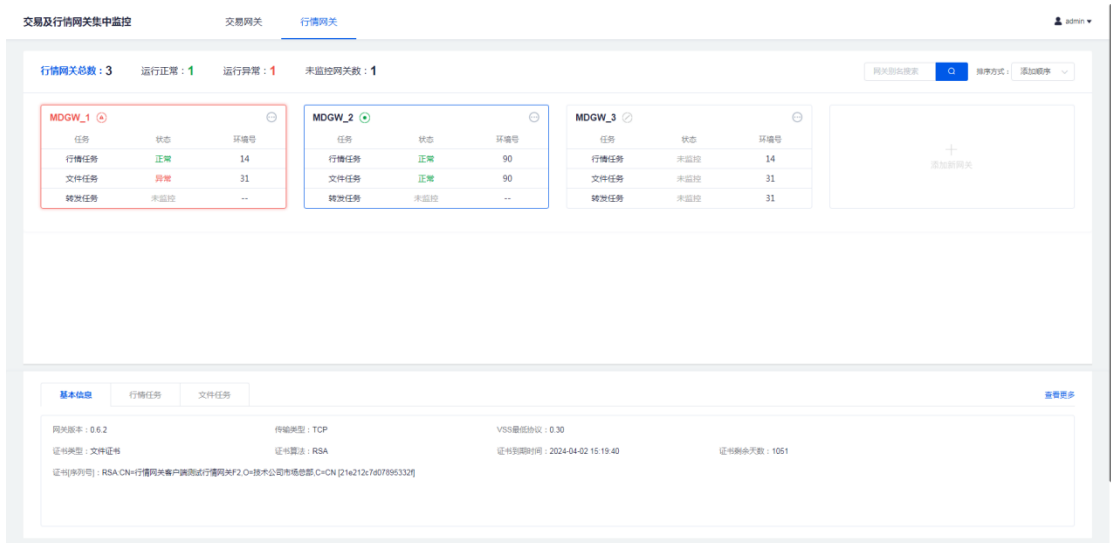 交易及行情网关集中监控 交易网关 行情网关 admin
行情网关总数：3 运行正常：1 运行异常：1 未监控网关数：1 网关别名搜索 排序方式： 添加顺序
MDGW_1 MDGW_2 MDGW_3
任务 状态 环境号 任务 状态 环境号 任务 状态 环境号
行情任务 正常 14 行情任务 正常 90 行情任务 未监控 14
文件任务 异常 31 文件任务 正常 90 文件任务 未监控 31
转发任务 未监控 -- 转发任务 未监控 -- 转发任务 未监控 31
添加新网关
基本信息 行情任务 文件任务 查看更多
网关版本：0.6.2 传输类型：TCP VSS最低协议：0.30
证书类型：文件证书 证书算法：RSA 证书到期时间：2024-04-02 15:19:40 证书剩余天数：1051
证书[序列号]：RSA:CN=行情网关客户端测试行情网关F2,O=技术公司市场总部,C=CN [21e212c7d07895332f]